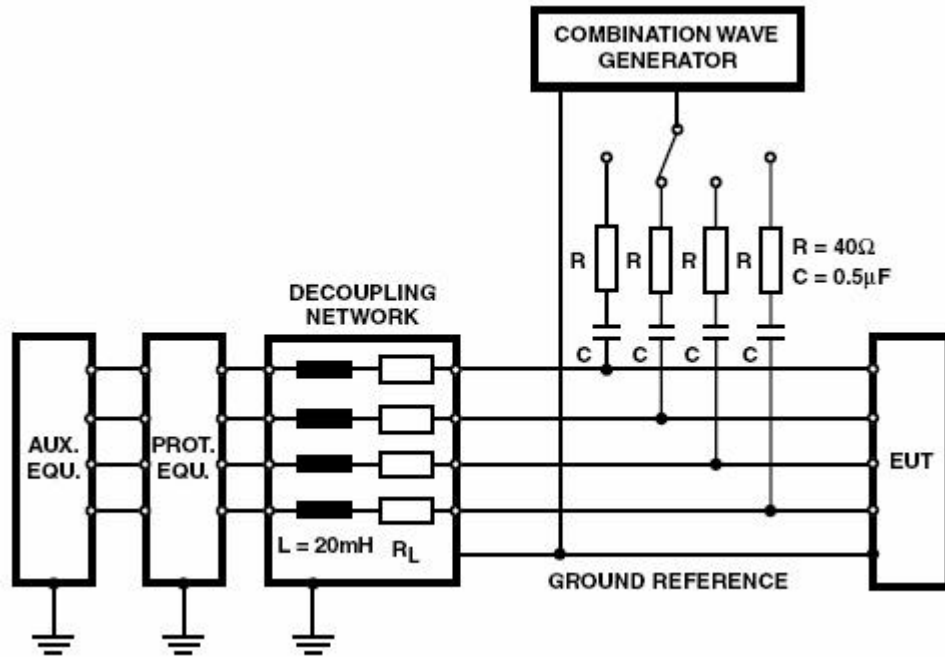 COMBINATION WAVE
GENERATOR
R R R R
R = 40Ω
C = 0.5μF
C C C C
DECOUPLING
NETWORK
AUX.
EQU.
PROT.
EQU.
EUT
L = 20mH RL
GROUND REFERENCE